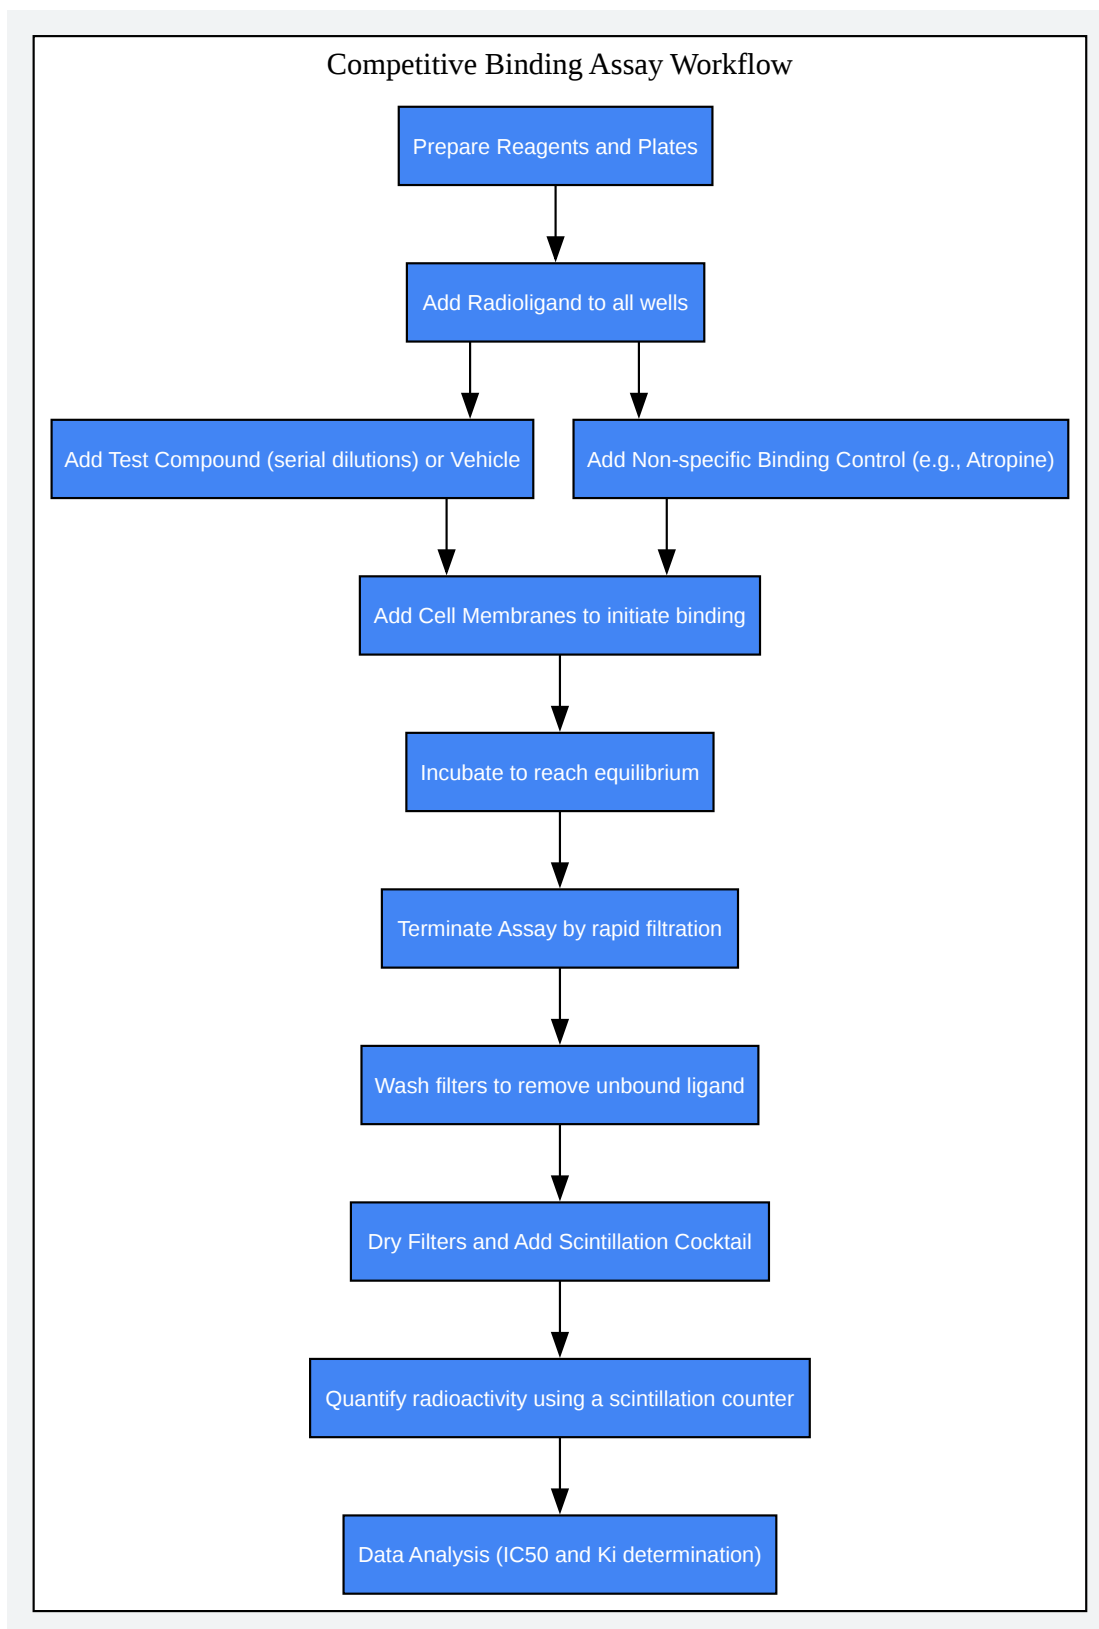 Competitive Binding Assay Workflow
Prepare Reagents and Plates
Add Radioligand to all wells
Add Test Compound (serial dilutions) or Vehicle
Add Non-specific Binding Control (e.g., Atropine)
Add Cell Membranes to initiate binding
Incubate to reach equilibrium
Terminate Assay by rapid filtration
Wash filters to remove unbound ligand
Dry Filters and Add Scintillation Cocktail
Quantify radioactivity using a scintillation counter
Data Analysis (IC50 and Ki determination)